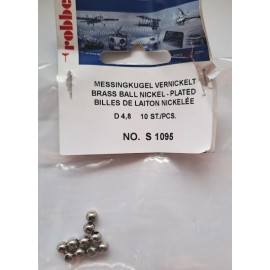 robbe
MESSINGKUGEL VERNICKELT
BRASS BALL NICKEL - PLATED
BILLES DE LAITON NICKELÉE
D 4,8 10 ST./PCS.
NO. S 1095